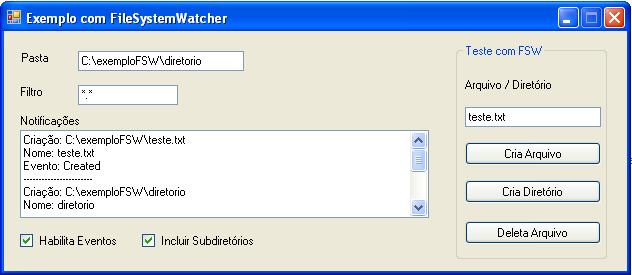 Exemplo com FileSystemWatcher
Pasta
C:\exemploFSW\diretorio
Filtro
*.*
Notificações
Criação: C:\exemploFSW\teste.txt
Nome: teste.txt
Evento: Created
----------------------
Criação: C:\exemploFSW\diretorio
Nome: diretorio
Habilita Eventos
Incluir Subdiretórios
Teste com FSW
Arquivo / Diretório
teste.txt
Cria Arquivo
Cria Diretório
Deleta Arquivo